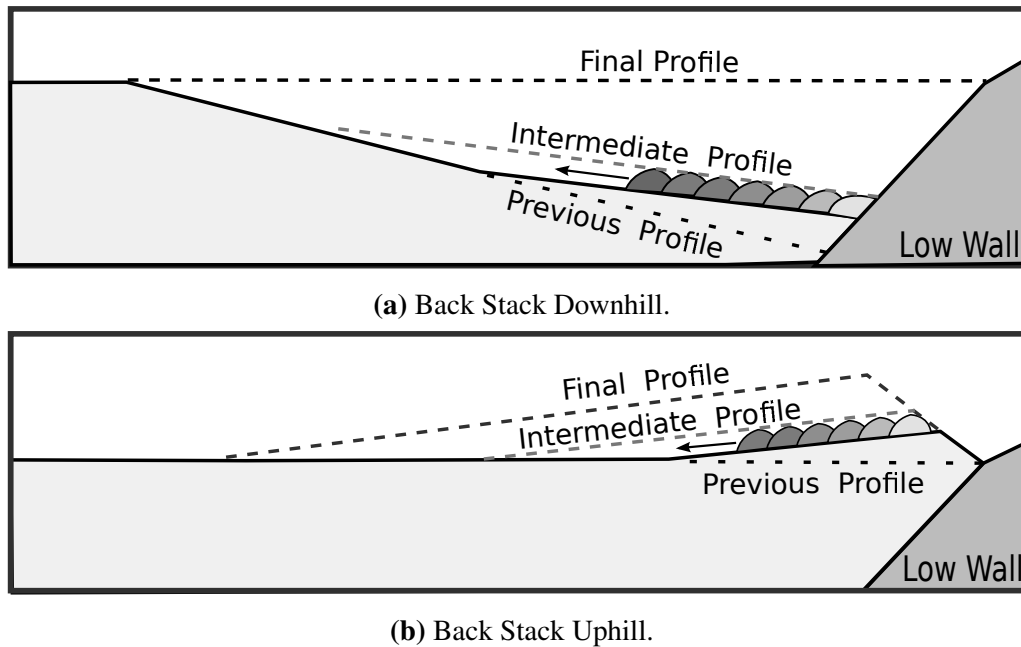 Final Profile
Intermediate Profile
Previous Profile
Low Wall
(a) Back Stack Downhill.
Final Profile
Intermediate Profile
Previous Profile
Low Wall
(b) Back Stack Uphill.